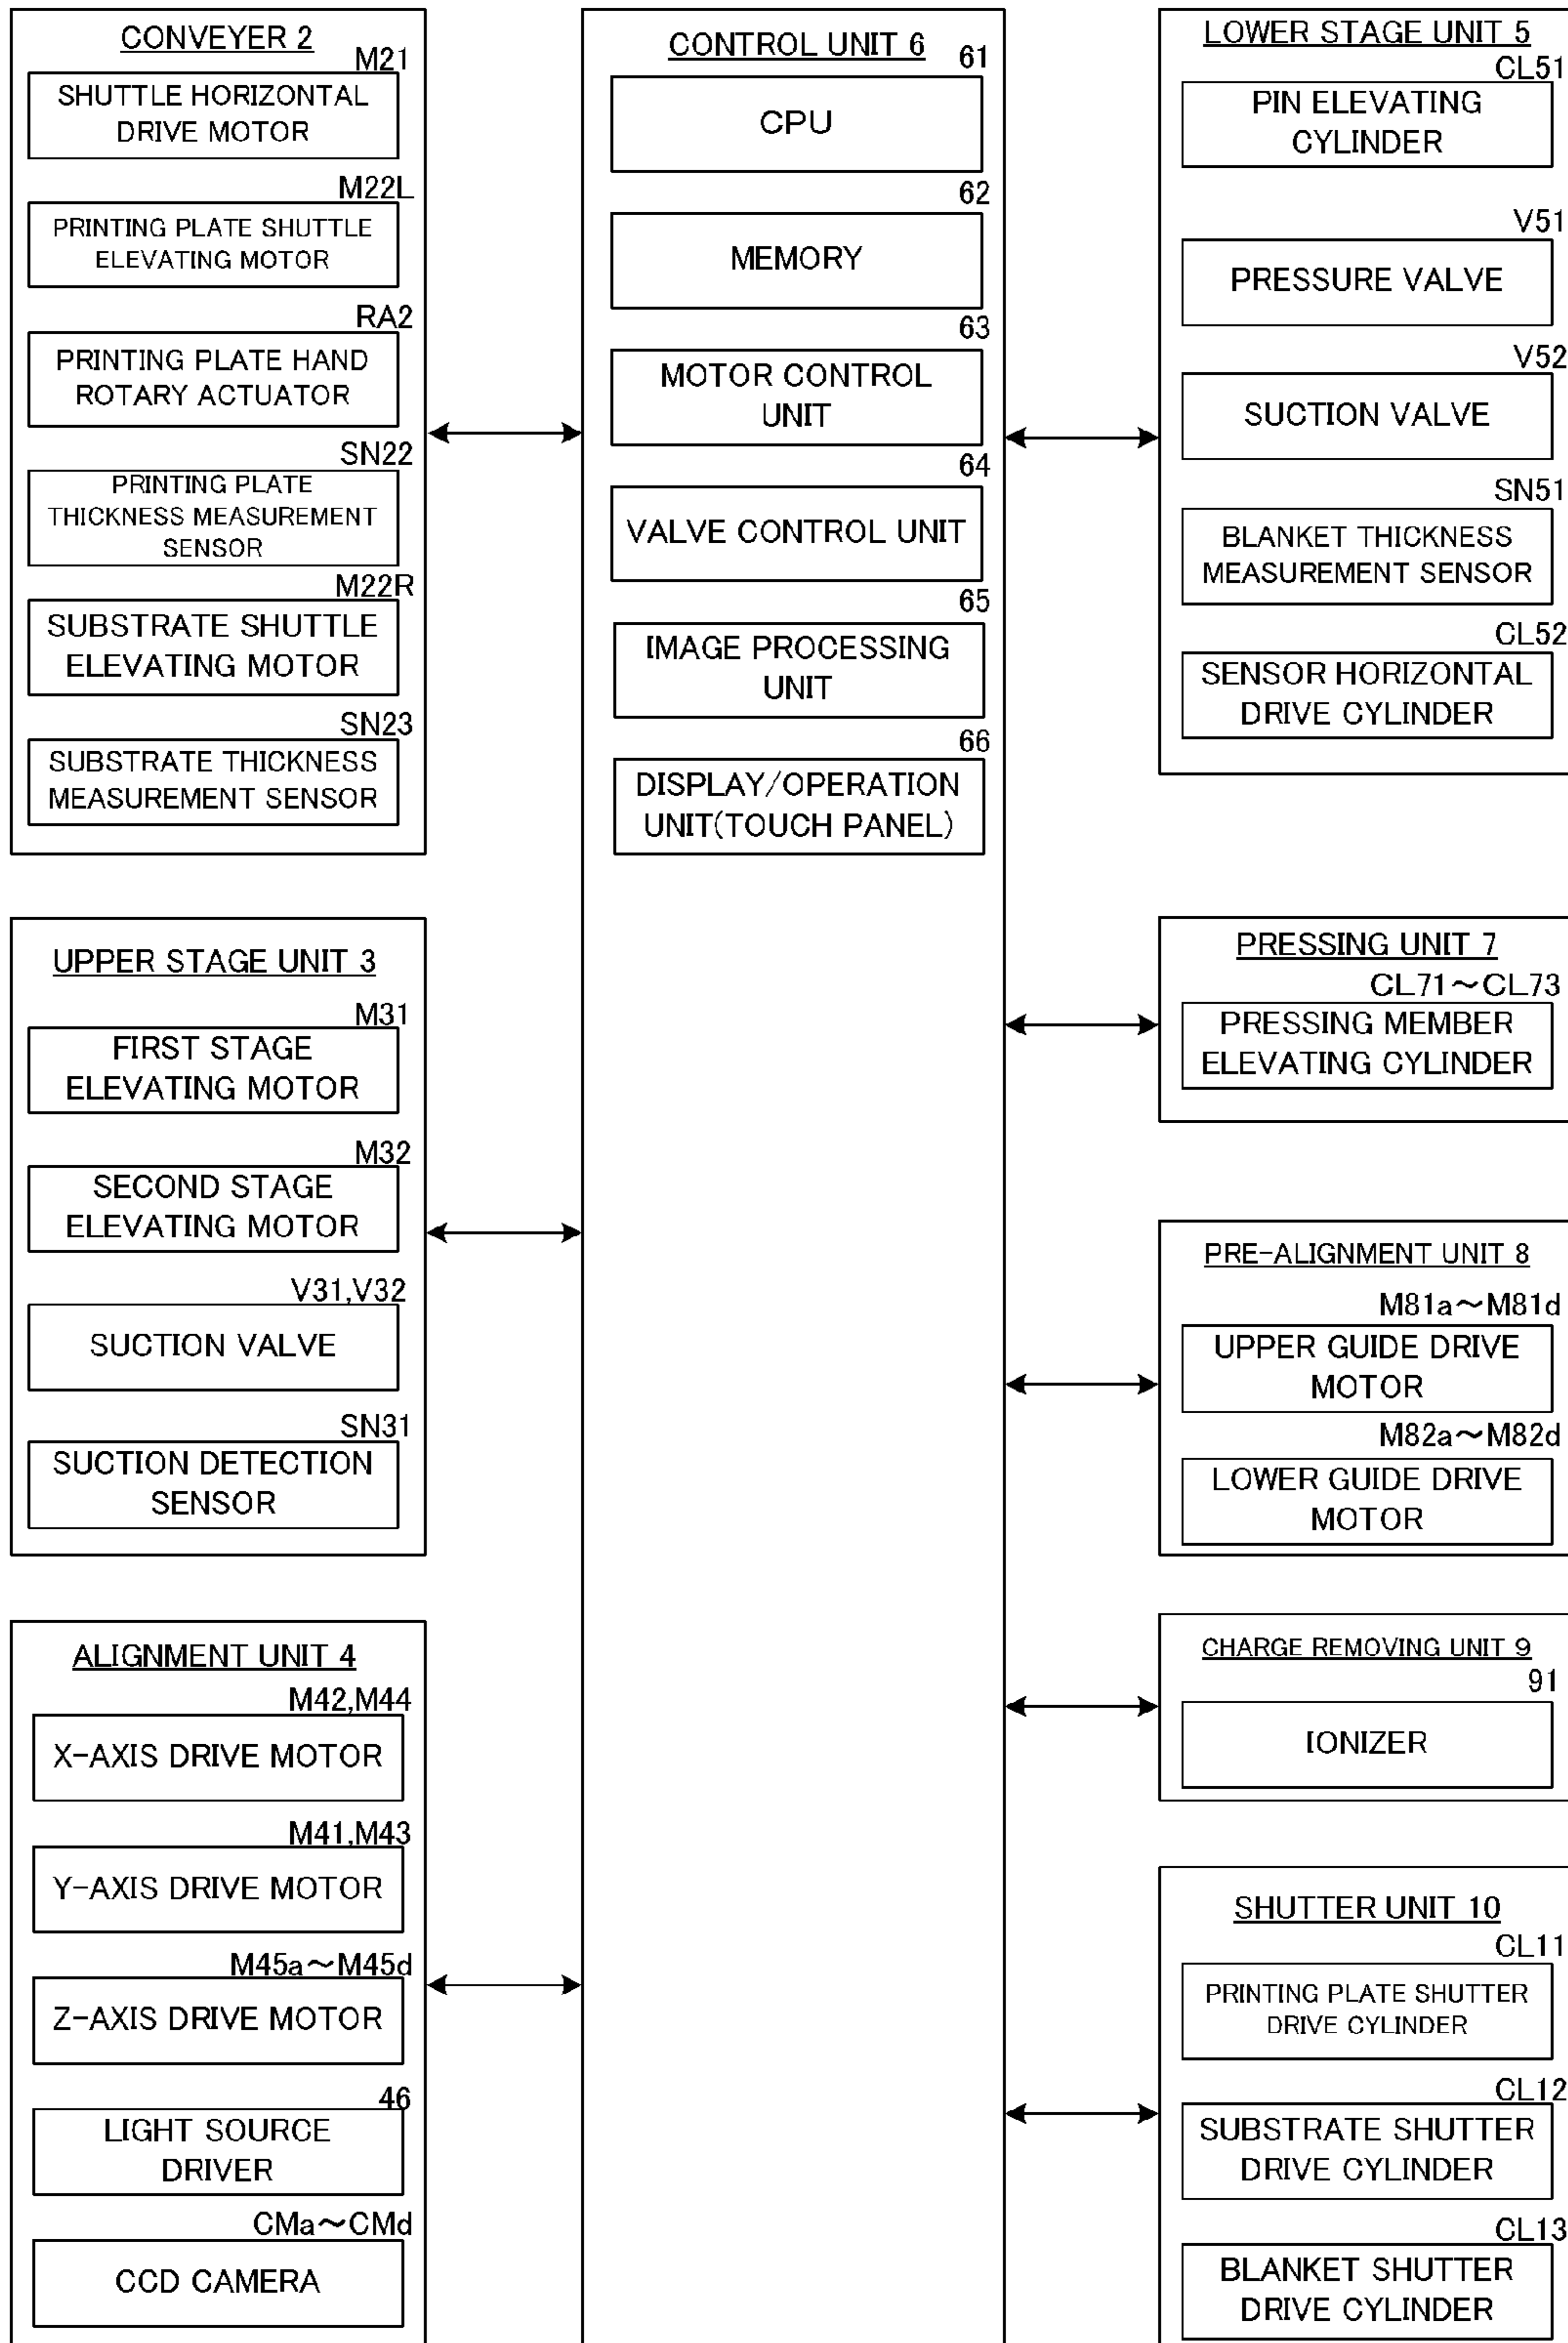 CONVEYER 2
M21
SHUTTLE HORIZONTAL
DRIVE MOTOR
M22L
PRINTING PLATE SHUTTLE
ELEVATING MOTOR
RA2
PRINTING PLATE HAND
ROTARY ACTUATOR
SN22
PRINTING PLATE
THICKNESS MEASUREMENT
SENSOR
M22R
SUBSTRATE SHUTTLE
ELEVATING MOTOR
SN23
SUBSTRATE THICKNESS
MEASUREMENT SENSOR
UPPER STAGE UNIT 3
M31
FIRST STAGE
ELEVATING MOTOR
M32
SECOND STAGE
ELEVATING MOTOR
V31,V32
SUCTION VALVE
SN31
SUCTION DETECTION
SENSOR
ALIGNMENT UNIT 4
M42,M44
X-AXIS DRIVE MOTOR
M41,M43
Y-AXIS DRIVE MOTOR
M45a～M45d
Z-AXIS DRIVE MOTOR
46
LIGHT SOURCE
DRIVER
CMa～CMd
CCD CAMERA
CONTROL UNIT 6
61
CPU
62
MEMORY
63
MOTOR CONTROL
UNIT
64
VALVE CONTROL UNIT
65
IMAGE PROCESSING
UNIT
66
DISPLAY/OPERATION
UNIT(TOUCH PANEL)
LOWER STAGE UNIT 5
CL51
PIN ELEVATING
CYLINDER
V51
PRESSURE VALVE
V52
SUCTION VALVE
SN51
BLANKET THICKNESS
MEASUREMENT SENSOR
CL52
SENSOR HORIZONTAL
DRIVE CYLINDER
PRESSING UNIT 7
CL71～CL73
PRESSING MEMBER
ELEVATING CYLINDER
PRE-ALIGNMENT UNIT 8
M81a～M81d
UPPER GUIDE DRIVE
MOTOR
M82a～M82d
LOWER GUIDE DRIVE
MOTOR
CHARGE REMOVING UNIT 9
91
IONIZER
SHUTTER UNIT 10
CL11
PRINTING PLATE SHUTTER
DRIVE CYLINDER
CL12
SUBSTRATE SHUTTER
DRIVE CYLINDER
CL13
BLANKET SHUTTER
DRIVE CYLINDER